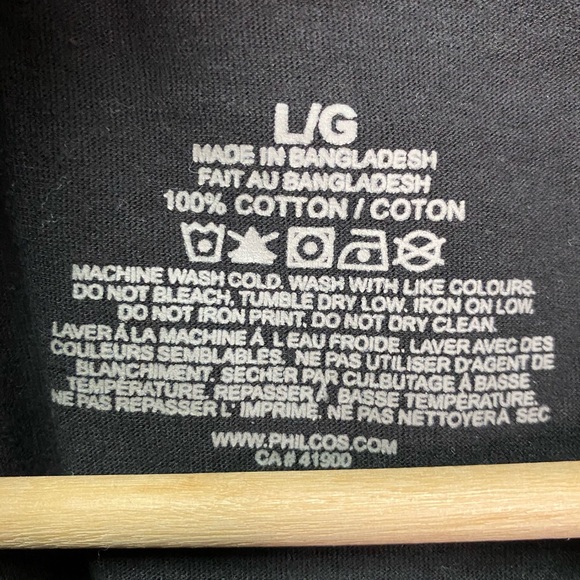 L/G
MADE IN BANGLADESH
FAIT AU BANGLADESH
100% COTTON / COTON
MACHINE WASH COLD. WASH WITH LIKE COLOURS.
DO NOT BLEACH. TUMBLE DRY LOW. IRON ON LOW.
DO NOT IRON PRINT. DO NOT DRY CLEAN.
LAVER À LA MACHINE À L'EAU FROIDE. LAVER AVEC DES
COULEURS SEMBLABLES. NE PAS UTILISER D'AGENT DE
BLANCHIMENT. SECHER PAR CULBUTAGE À BASSE
TEMPÉRATURE. REPASSER À BASSE TEMPÉRATURE.
NE PAS REPASSER L' IMPRIMÉ. NE PAS NETTOYER A SEC
WWW.PHILCOS.COM
CA # 41900